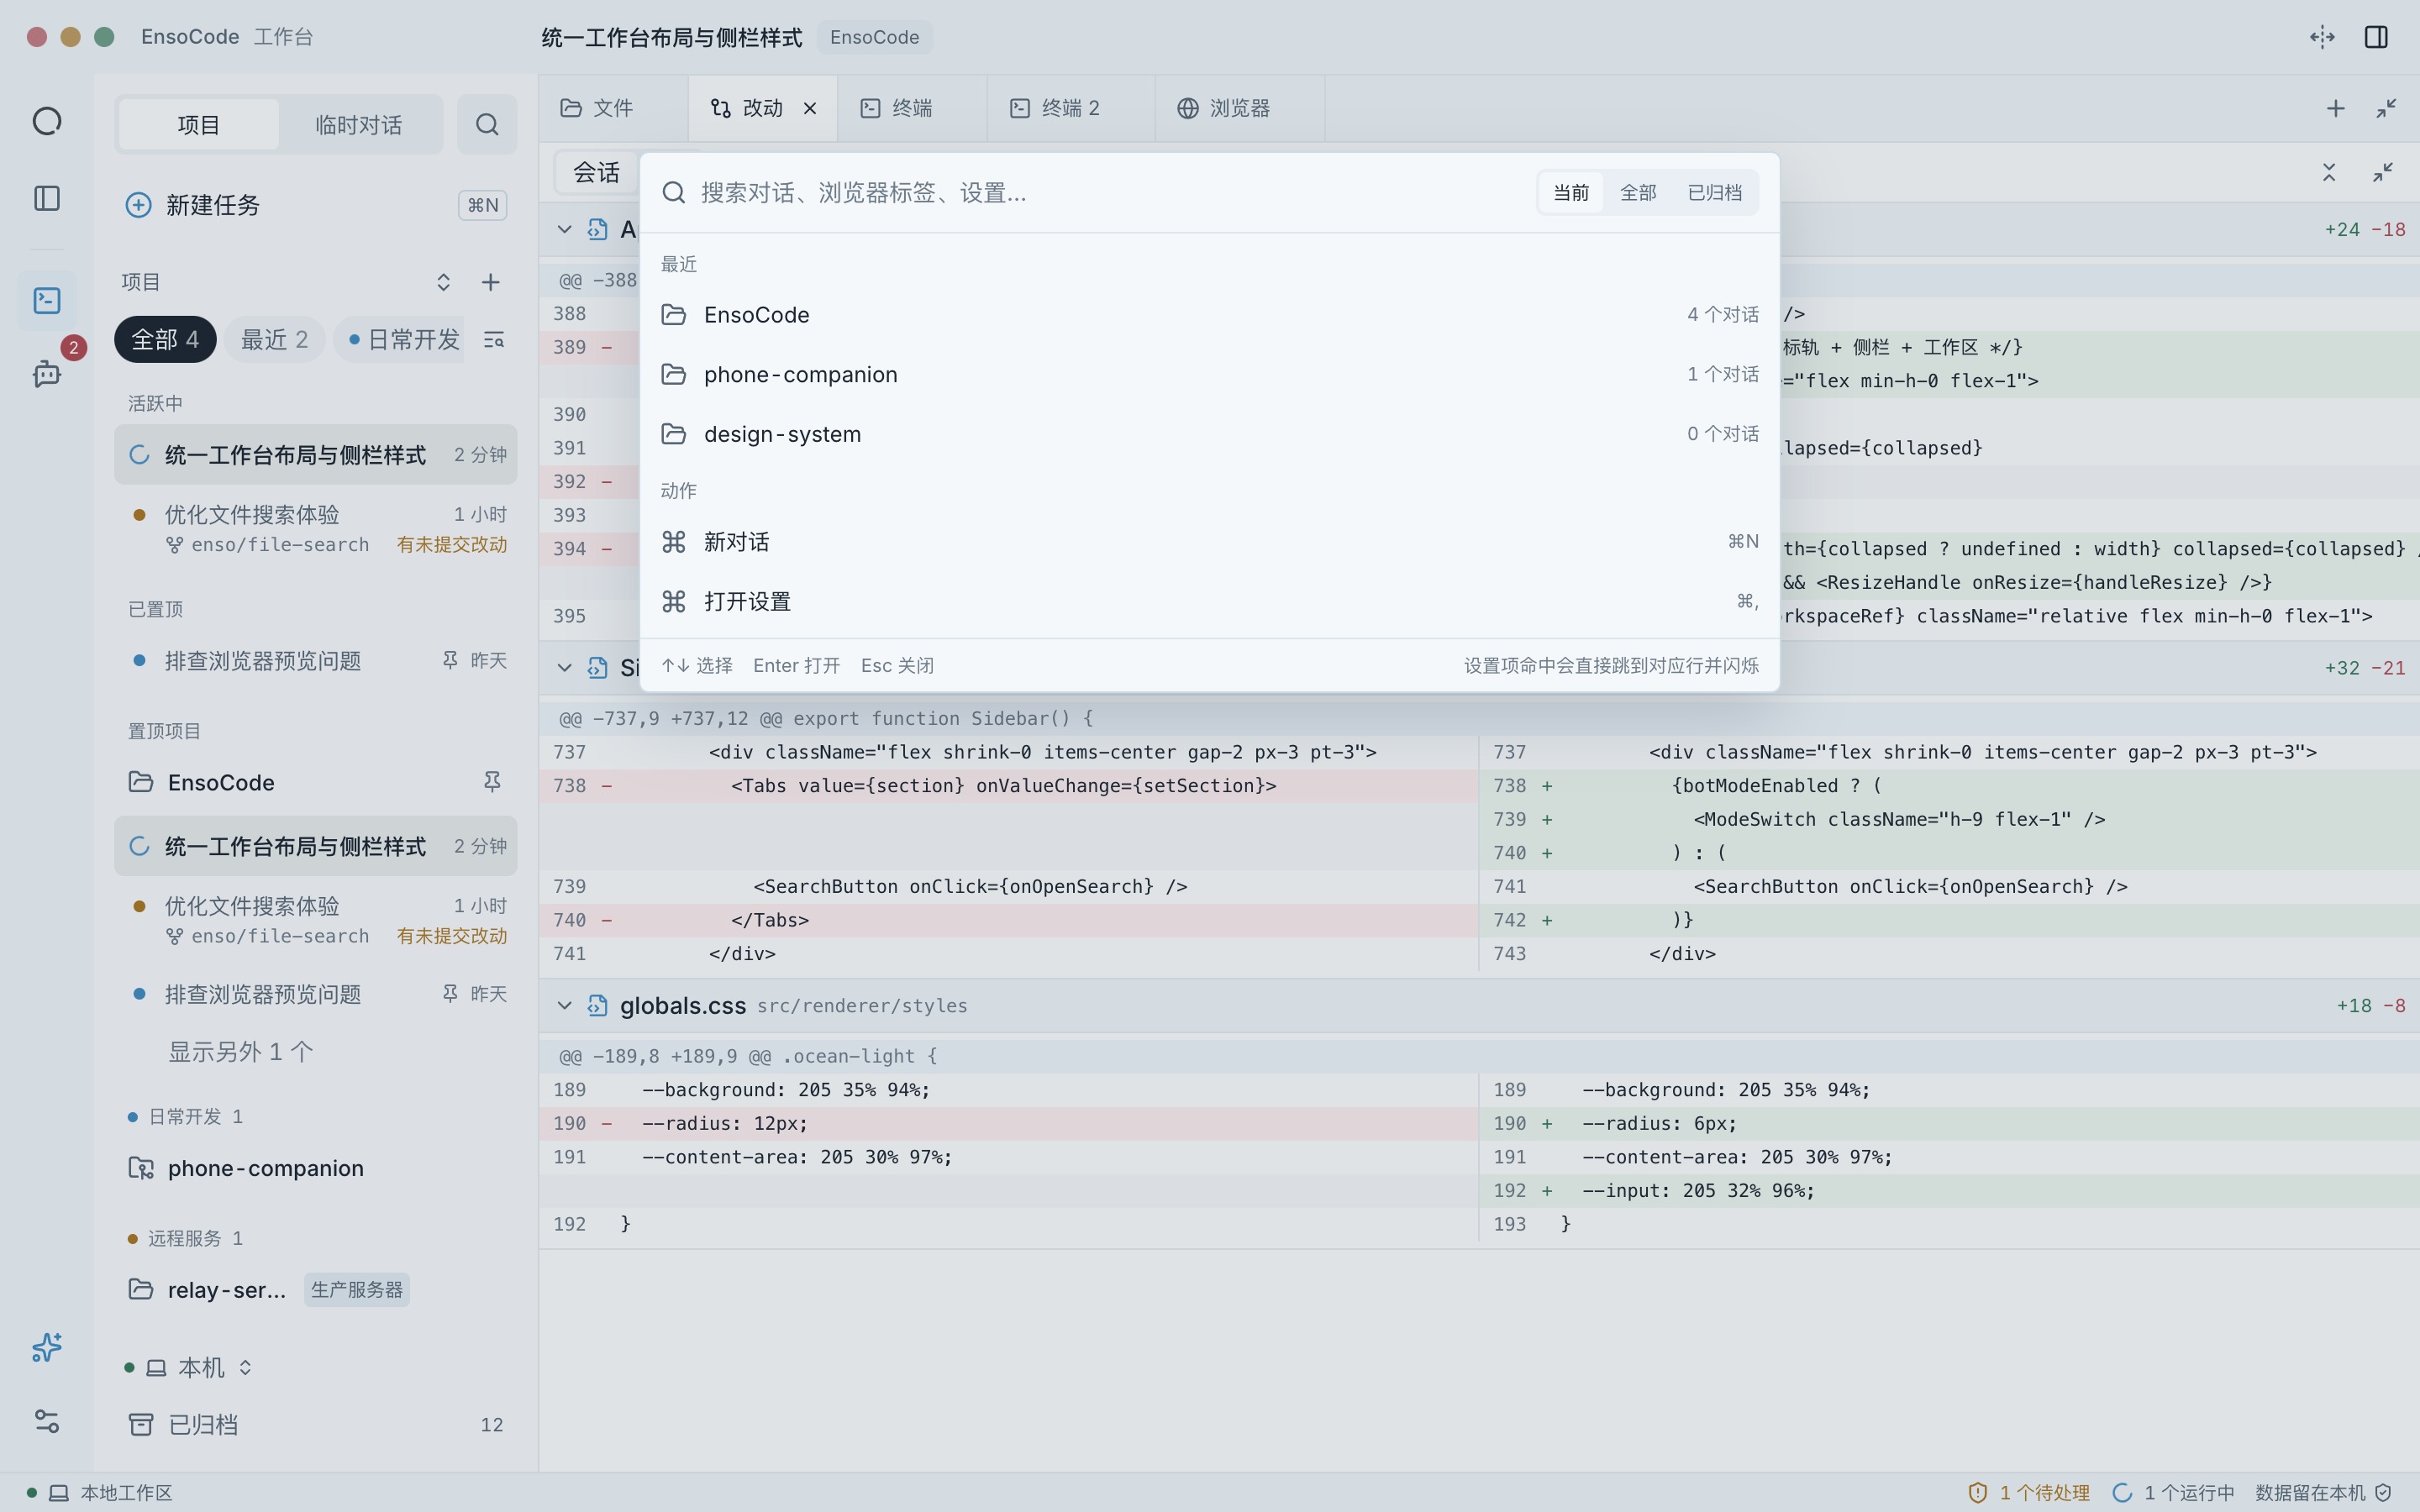 EnsoCode 工作台
统一工作台布局与侧栏样式 EnsoCode
项目 临时对话
新建任务 ⌘N
项目
全部 4 最近 2 日常开发
2
活跃中
统一工作台布局与侧栏样式 2 分钟
优化文件搜索体验 1 小时
enso/file-search 有未提交改动
已置顶
排查浏览器预览问题 昨天
置顶项目
EnsoCode
统一工作台布局与侧栏样式 2 分钟
优化文件搜索体验 1 小时
enso/file-search 有未提交改动
排查浏览器预览问题 昨天
显示另外 1 个
日常开发 1
phone-companion
远程服务 1
relay-ser... 生产服务器
本机
已归档 12
文件 改动 终端 终端 2 浏览器
会话
搜索对话、浏览器标签、设置... 当前 全部 已归档
最近
EnsoCode 4 个对话
phone-companion 1 个对话
design-system 0 个对话
动作
新对话 ⌘N
打开设置 ⌘,
↑↓ 选择 Enter 打开 Esc 关闭 设置项命中会直接跳到对应行并闪烁
A +24 −18
@@ −388
388 />
389 − 标轨 + 侧栏 + 工作区 */}
="flex min-h-0 flex-1">
390
391 lapsed={collapsed}
392 −
393
394 − th={collapsed ? undefined : width} collapsed={collapsed}
&& <ResizeHandle onResize={handleResize} />}
395 rkspaceRef} className="relative flex min-h-0 flex-1">
Si +32 −21
@@ −737,9 +737,12 @@ export function Sidebar() {
737 <div className="flex shrink-0 items-center gap-2 px-3 pt-3"> 737 <div className="flex shrink-0 items-center gap-2 px-3 pt-3">
738 − <Tabs value={section} onValueChange={setSection}> 738 + {botModeEnabled ? (
739 + <ModeSwitch className="h-9 flex-1" />
740 + ) : (
739 <SearchButton onClick={onOpenSearch} /> 741 <SearchButton onClick={onOpenSearch} />
740 − </Tabs> 742 + )}
741 </div> 743 </div>
globals.css src/renderer/styles +18 −8
@@ −189,8 +189,9 @@ .ocean-light {
189 --background: 205 35% 94%; 189 --background: 205 35% 94%;
190 − --radius: 12px; 190 + --radius: 6px;
191 --content-area: 205 30% 97%; 191 --content-area: 205 30% 97%;
192 + --input: 205 32% 96%;
192 } 193 }
本地工作区 1 个待处理 1 个运行中 数据留在本机